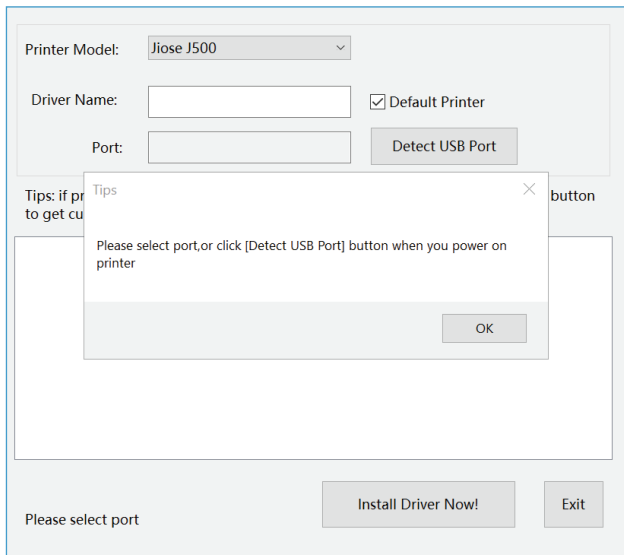 Printer Model:
Jiose J500
Driver Name:
Default Printer
Port:
Detect USB Port
Tips: if pr
button
to get cu
Tips
Please select port,or click [Detect USB Port] button when you power on
printer
OK
Install Driver Now!
Exit
Please select port